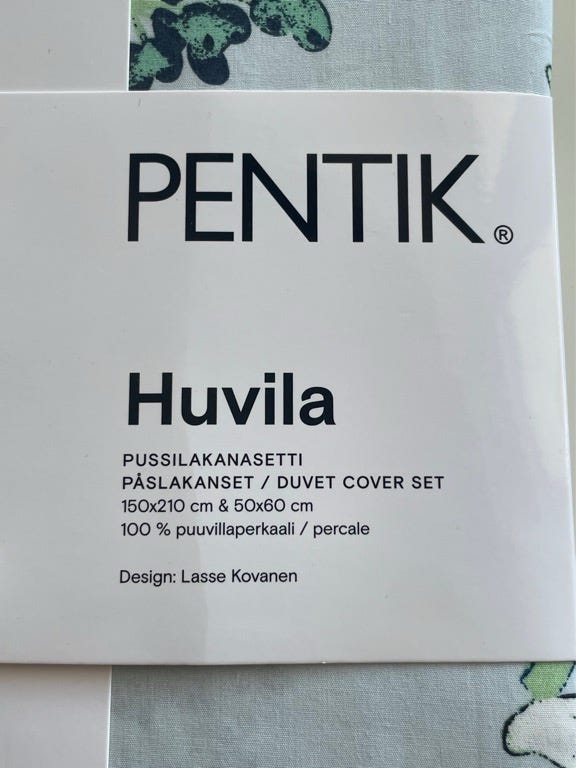 PENTIK®
Huvila
PUSSILAKANASETTI
PÅSLAKANSET / DUVET COVER SET
150x210 cm & 50x60 cm
100 % puuvillaperkaali / percale
Design: Lasse Kovanen